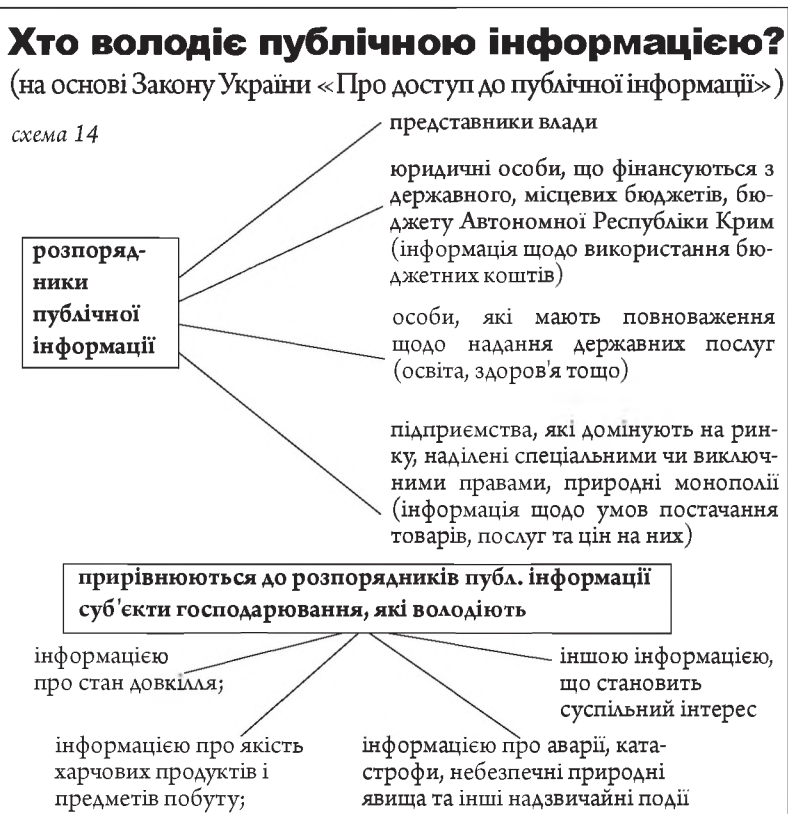 Хто володіє публічною інформацією?
(на основі Закону України «Про доступ до публічної інформації»)
схема 14
розпоряд-
ники
публічної
інформації
представники влади
юридичні особи, що фінансуються з
державного, місцевих бюджетів, бю-
джету Автономної Республіки Крим
(інформація щодо використання бю-
джетних коштів)
особи, які мають повноваження
щодо надання державних послуг
(освіта, здоров'я тощо)
підприємства, які домінують на рин-
ку, наділені спеціальними чи виключ-
ними правами, природні монополії
(інформація щодо умов постачання
товарів, послуг та цін на них)
прирівнюються до розпорядників публ. інформації
суб'єкти господарювання, які володіють
інформацією
про стан довкілля;
інформацією про якість
харчових продуктів і
предметів побуту;
інформацією про аварії, ката-
строфи, небезпечні природні
явища та інші надзвичайні події
іншою інформацією,
що становить
суспільний інтерес